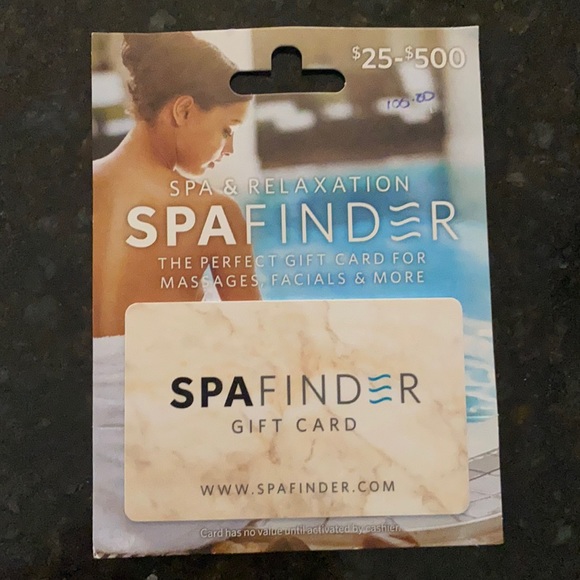 $25-$500
100.00
SPA & RELAXATION
SPAFINDER
THE PERFECT GIFT CARD FOR
MASSAGES, FACIALS & MORE
SPAFINDER
GIFT CARD
WWW.SPAFINDER.COM
Card has no value until activated by cashier.